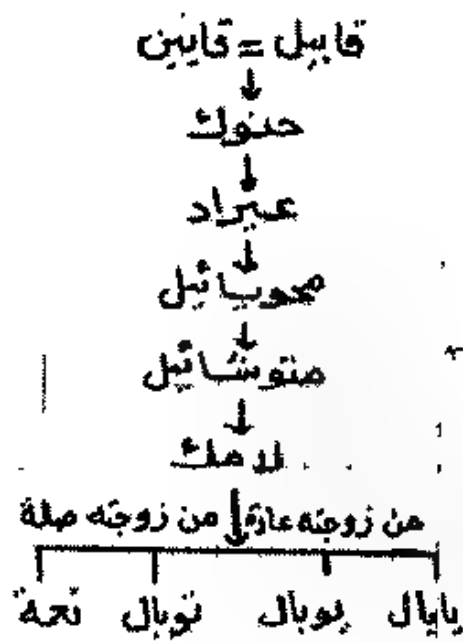 قابيل = قايين
حنوك
عيراد
محويائيل
متوشائيل
لامك
من زوجته عادة من زوجته صلة
يابال يوبال توبال نعمة